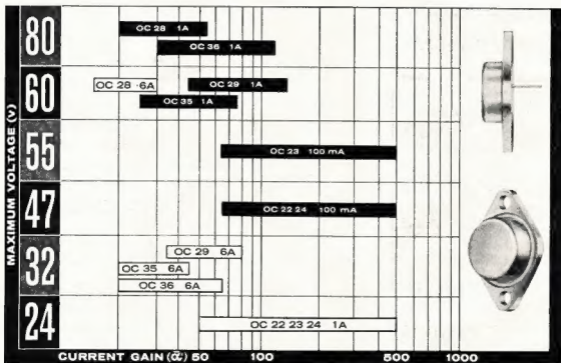 MAXIMUM VOLTAGE (V)
80
OC 28 1A
OC 36 1A
60
OC 28 ·6A
OC 29 1A
OC 35 1A
55
OC 23 100 mA
47
OC 22 24 100 mA
32
OC 29 6A
OC 35 6A
OC 36 6A
24
OC 22 23 24 1A
CURRENT GAIN (α̅) 50 100 500 1000